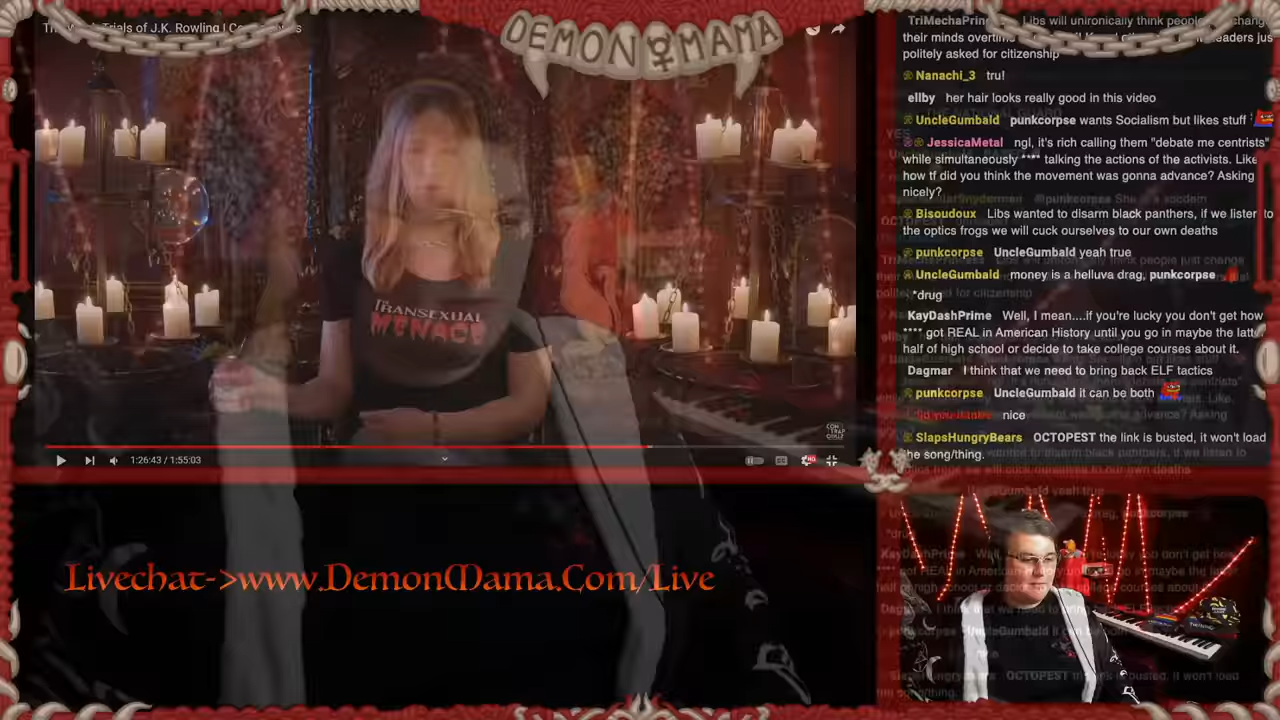 DEMON MAMA
Trials of J.K. Rowling
TriMechaPrin Libs will unironically think people change
their minds overtime
politely asked for citizenship
Nanachi_3 tru!
ellby her hair looks really good in this video
UncleGumbald punkcorpse wants Socialism but likes stuff
JessicaMetal ngl, it's rich calling them "debate me centrists"
while simultaneously **** talking the actions of the activists. Like
how tf did you think the movement was gonna advance? Asking
nicely?
Bisoudoux Libs wanted to disarm black panthers, if we listen to
the optics frogs we will cuck ourselves to our own deaths
punkcorpse UncleGumbald yeah true
UncleGumbald money is a helluva drag, punkcorpse
*drug
KayDashPrime Well, I mean....if you're lucky you don't get how
**** got REAL in American History until you go in maybe the latt
half of high school or decide to take college courses about it.
Dagmar I think that we need to bring back ELF tactics
punkcorpse UncleGumbald it can be both
nice
SlapsHungryBears OCTOPEST the link is busted, it won't load
the song/thing.
TRANSEXUAL
MENACE
1:26:43 / 1:55:03
Livechat->www.DemonMama.Com/Live